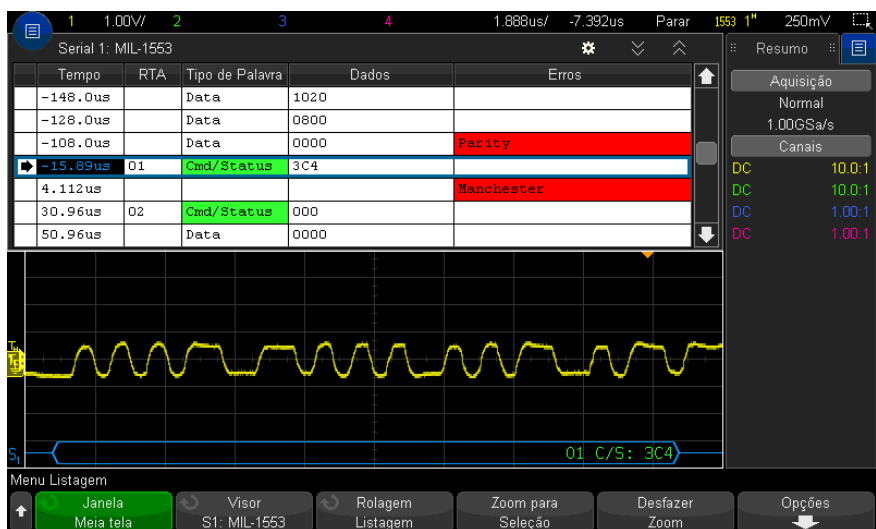 1 1.00V/ 2 3 4 1.888us/ -7.392us Parar 1553 1ᴴ 250mV
Serial 1: MIL-1553
Tempo RTA Tipo de Palavra Dados Erros
-148.0us Data 1020
-128.0us Data 0800
-108.0us Data 0000 Parity
-15.89us 01 Cmd/Status 3C4
4.112us Manchester
30.96us 02 Cmd/Status 000
50.96us Data 0000
Resumo
Aquisição
Normal
1.00GSa/s
Canais
DC 10.0:1
DC 10.0:1
DC 1.00:1
DC 1.00:1
S1 01 C/S: 3C4
Menu Listagem
Janela
Meia tela
Visor
S1: MIL-1553
Rolagem
Listagem
Zoom para
Seleção
Desfazer
Zoom
Opções